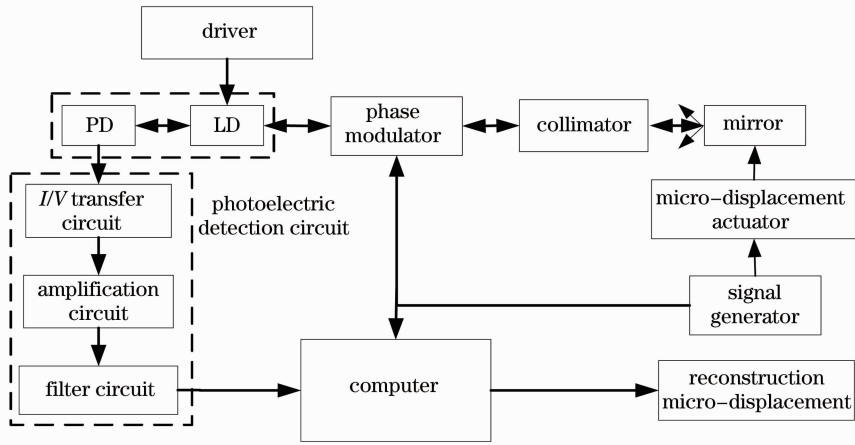 driver
PD
LD
phase
modulator
collimator
mirror
I/V transfer
circuit
photoelectric
detection circuit
micro-displacement
actuator
amplification
circuit
signal
generator
filter circuit
computer
reconstruction
micro-displacement